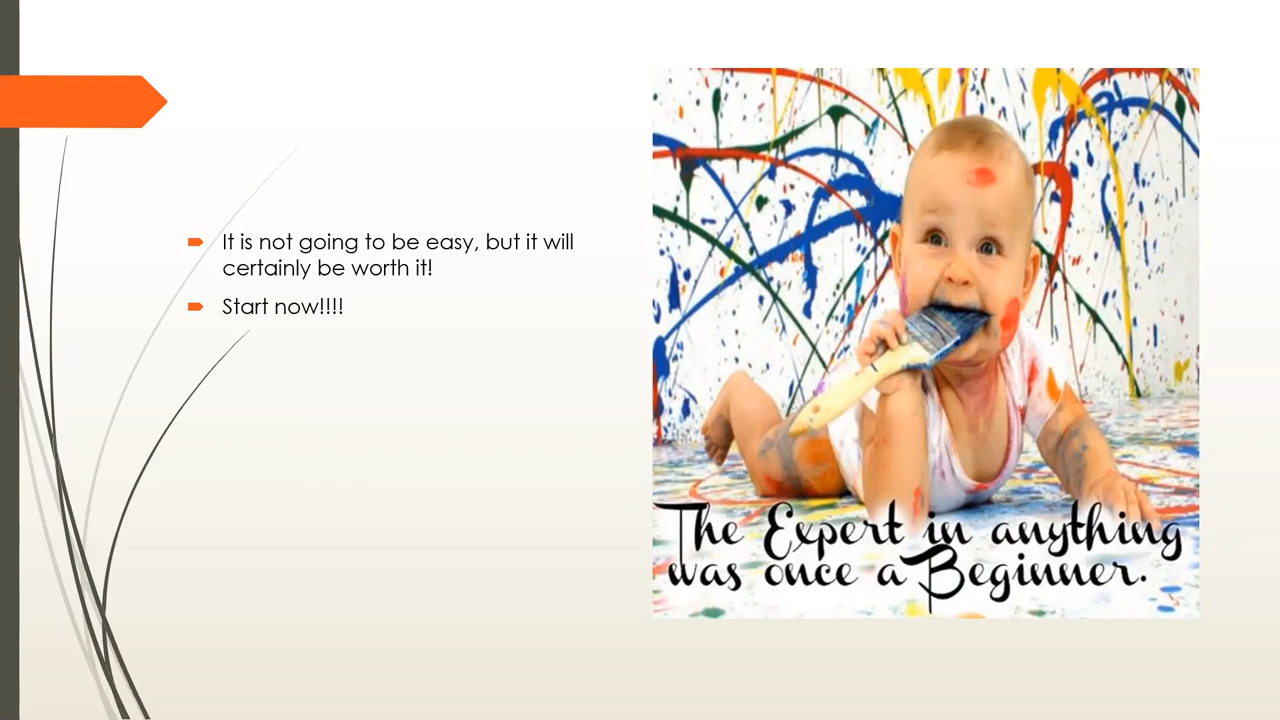 It is not going to be easy, but it will
certainly be worth it!
Start now!!!!
The Expert in anything
was once a Beginner.